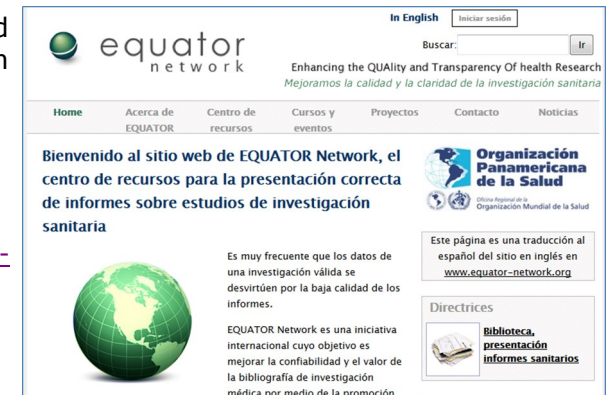 d
n
-
In English
Iniciar sesión
equator
network
Buscar:
Ir
Enhancing the QUAlity and Transparency Of health Research
Mejoramos la calidad y la claridad de la investigación sanitaria
Home
Acerca de
EQUATOR
Centro de
recursos
Cursos y
eventos
Proyectos
Contacto
Noticias
Bienvenido al sitio web de EQUATOR Network, el
centro de recursos para la presentación correcta
de informes sobre estudios de investigación
sanitaria
Es muy frecuente que los datos de
una investigación válida se
desvirtúen por la baja calidad de los
informes.
EQUATOR Network es una iniciativa
internacional cuyo objetivo es
mejorar la confiabilidad y el valor de
la bibliografía de investigación
médica por medio de la promoción
Organización
Panamericana
de la Salud
Oficina Regional de la
Organización Mundial de la Salud
Este página es una traducción al
español del sitio en inglés en
www.equator-network.org
Directrices
Biblioteca,
presentación
informes sanitarios